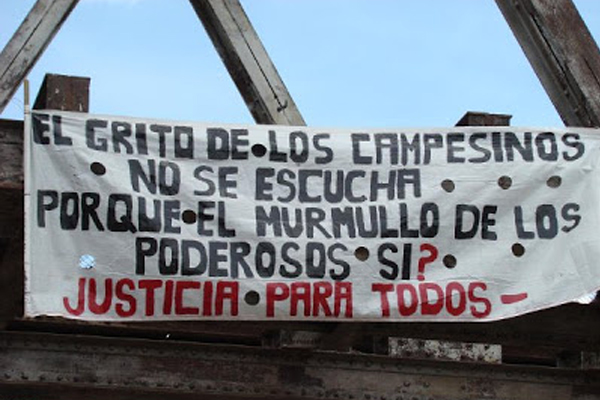 EL GRITO DE LOS CAMPESINOS
NO SE ESCUCHA
PORQUE EL MURMULLO DE LOS
PODEROSOS SI?
JUSTICIA PARA TODOS -